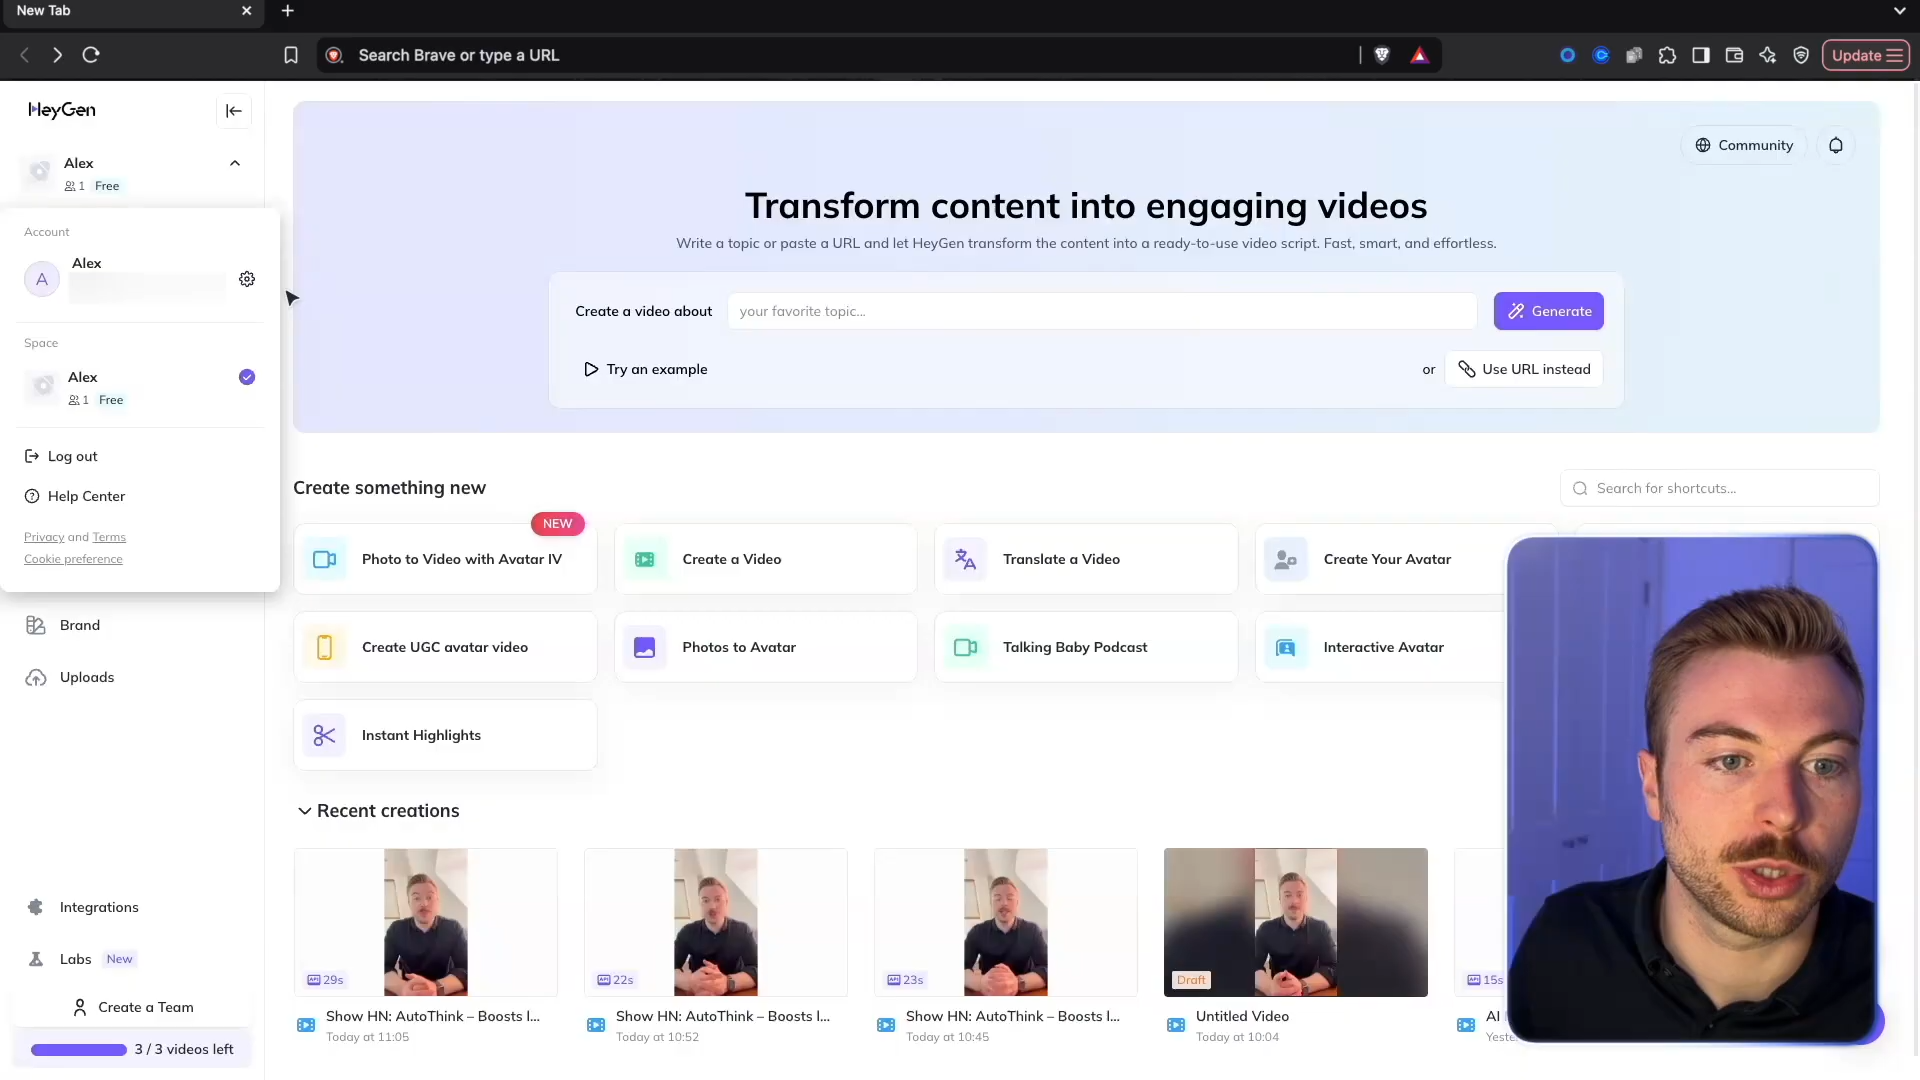 New Tab
Search Brave or type a URL
Update
HeyGen
Alex
1 Free
Account
A
Alex
Space
Alex
1 Free
Log out
Help Center
Privacy and Terms
Cookie preference
Brand
Uploads
Integrations
Labs New
Create a Team
3 / 3 videos left
Community
Transform content into engaging videos
Write a topic or paste a URL and let HeyGen transform the content into a ready-to-use video script. Fast, smart, and effortless.
Create a video about
your favorite topic...
Generate
Try an example
or
Use URL instead
Create something new
Search for shortcuts...
NEW
Photo to Video with Avatar IV
Create a Video
Translate a Video
Create Your Avatar
Create UGC avatar video
Photos to Avatar
Talking Baby Podcast
Interactive Avatar
Instant Highlights
Recent creations
API 29s
API 22s
API 23s
Draft
API 15s
Show HN: AutoThink – Boosts l...
Show HN: AutoThink – Boosts l...
Show HN: AutoThink – Boosts l...
Untitled Video
AI
Today at 11:05
Today at 10:52
Today at 10:45
Today at 10:04
Yeste